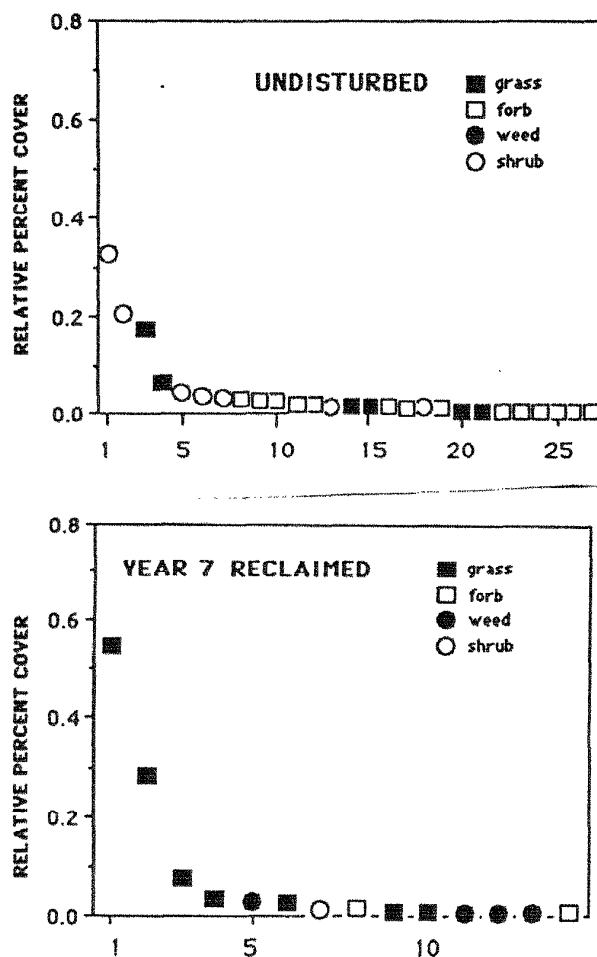 0.8
UNDISTURBED
grass
forb
weed
shrub
0.6
0.4
0.2
0.0
RELATIVE PERCENT COVER
1 5 10 15 20 25
0.8
YEAR 7 RECLAIMED
grass
forb
weed
shrub
0.6
0.4
0.2
0.0
RELATIVE PERCENT COVER
1 5 10